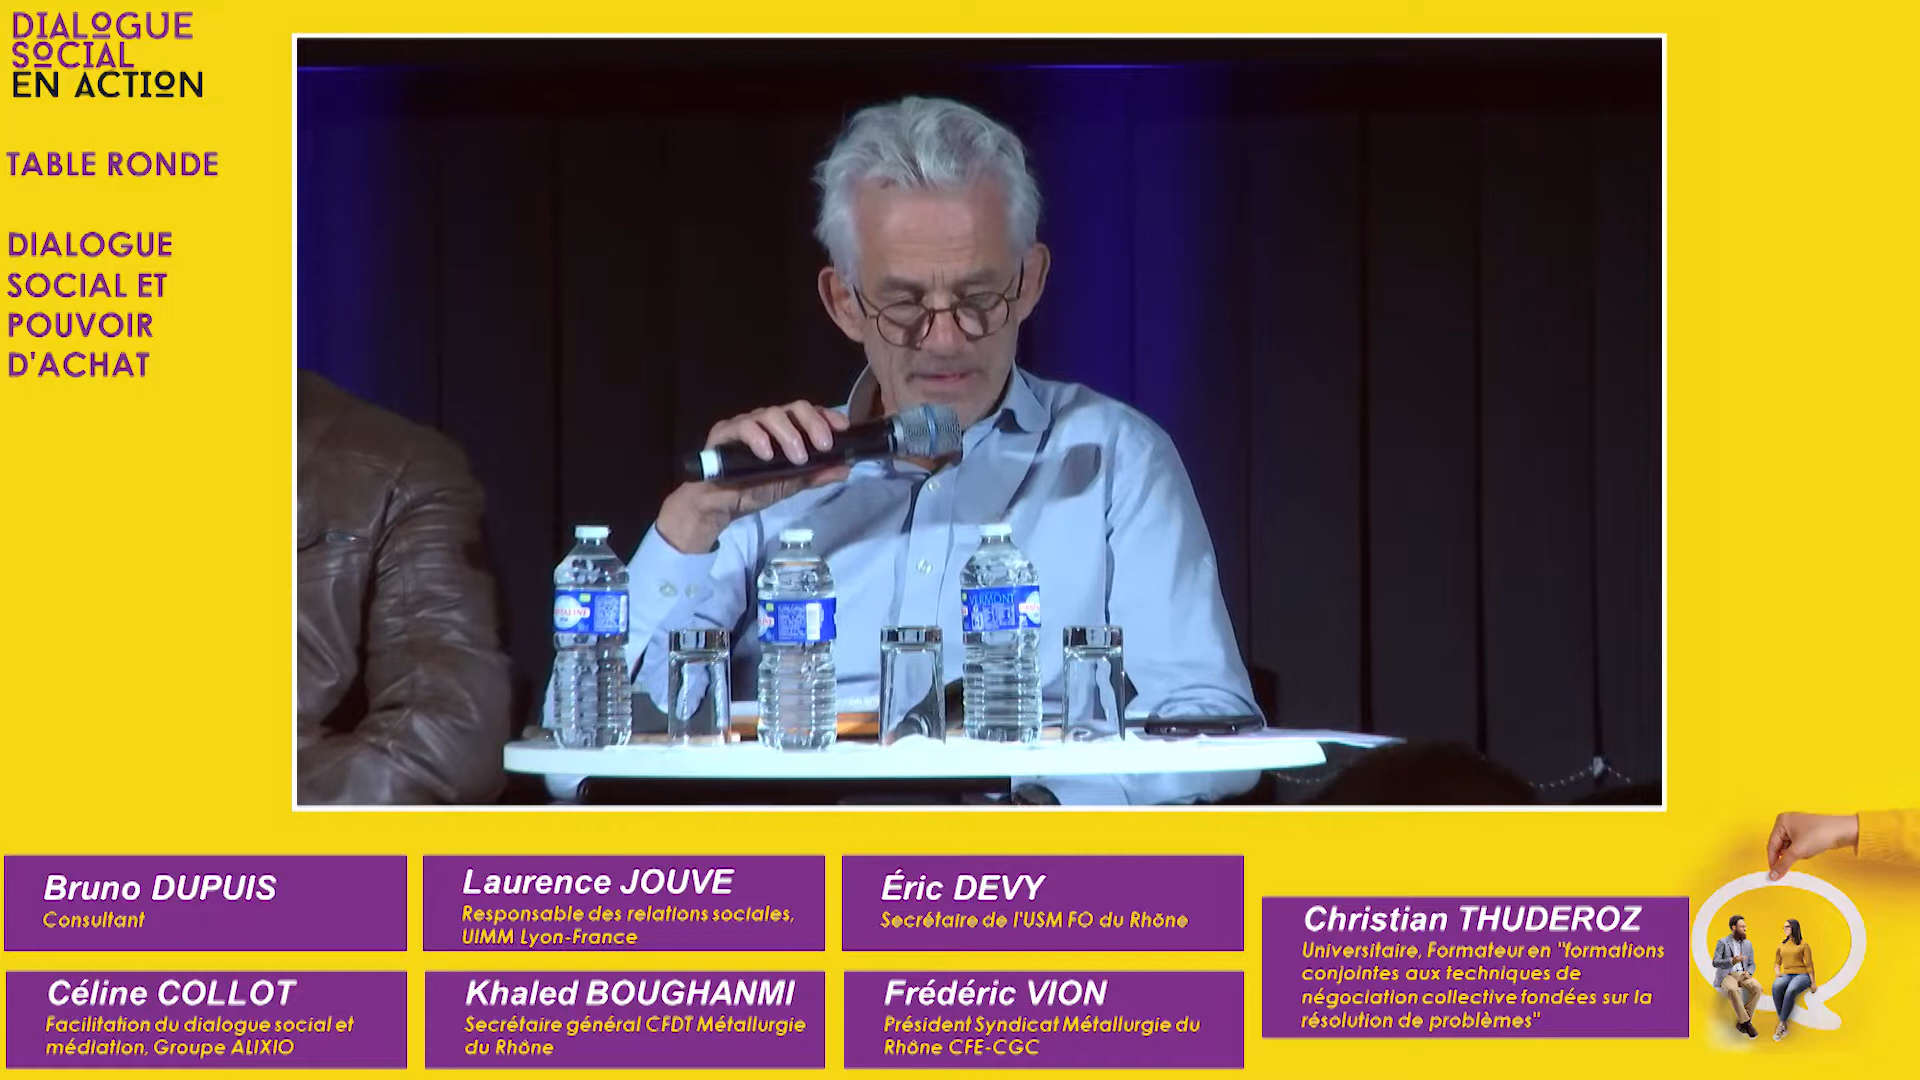 DIALOGUE
SOCIAL
EN ACTION
TABLE RONDE
DIALOGUE
SOCIAL ET
POUVOIR
D'ACHAT
VERMONT
Bruno DUPUIS
Consultant
Laurence JOUVE
Responsable des relations sociales,
UIMM Lyon-France
Éric DEVY
Secrétaire de l'USM FO du Rhône
Céline COLLOT
Facilitation du dialogue social et
médiation, Groupe ALIXIO
Khaled BOUGHANMI
Secrétaire général CFDT Métallurgie
du Rhône
Frédéric VION
Président Syndicat Métallurgie du
Rhône CFE-CGC
Christian THUDEROZ
Universitaire, Formateur en "formations
conjointes aux techniques de
négociation collective fondées sur la
résolution de problèmes"